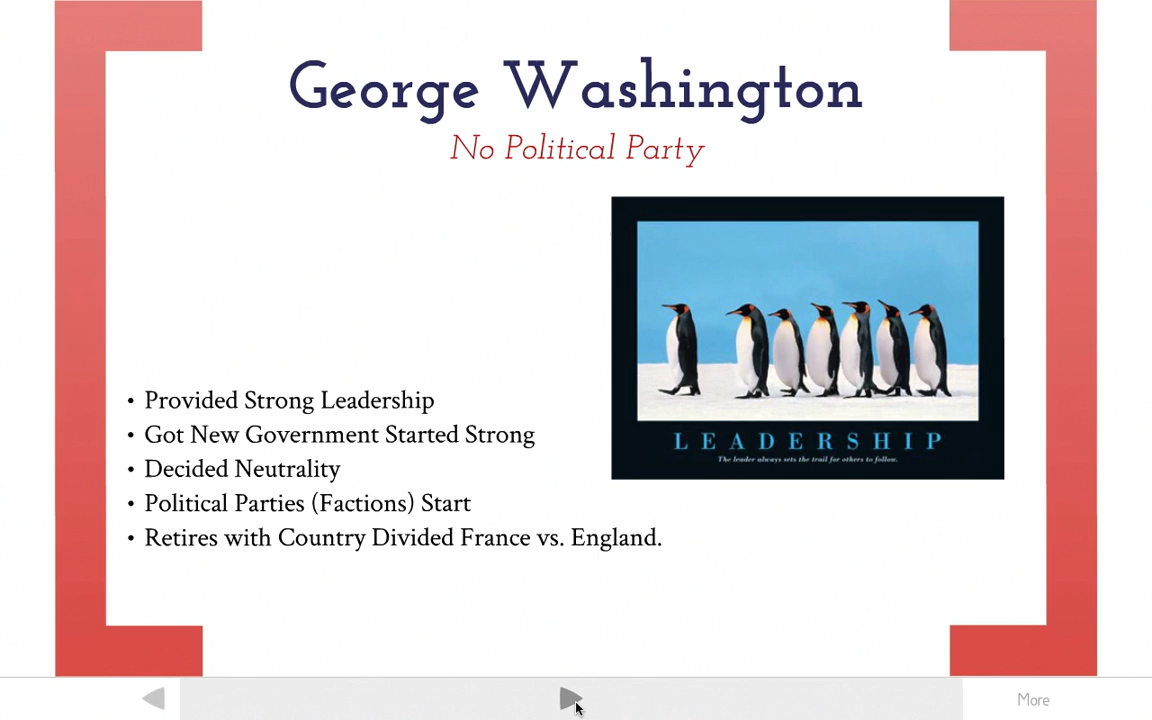 George Washington
No Political Party
LEADERSHIP
The leader always sets the trail for others to follow.
• Provided Strong Leadership
• Got New Government Started Strong
• Decided Neutrality
• Political Parties (Factions) Start
• Retires with Country Divided France vs. England.
More